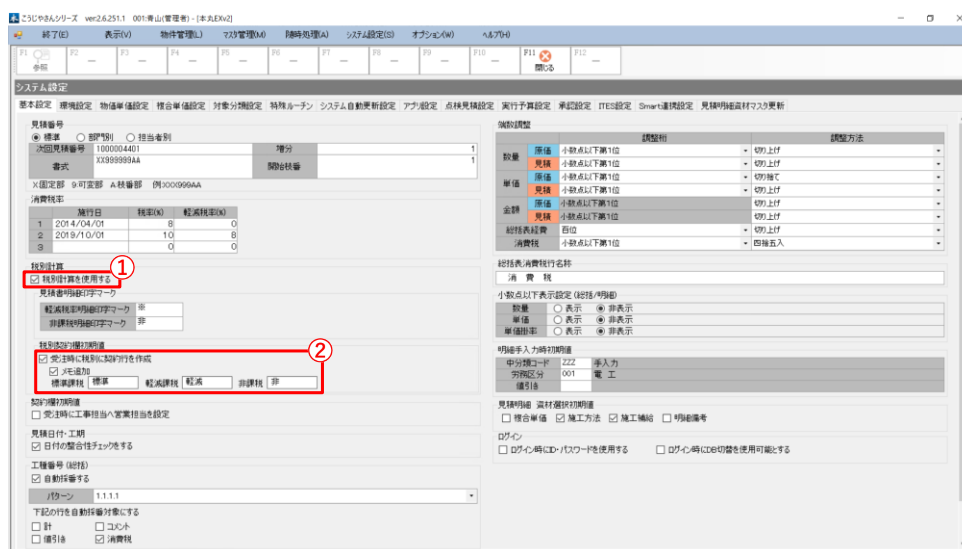 こうじやさんシリーズ ver:2.6.251.1 001:青山(管理者) - [本丸EXv2]
終了(E) 表示(V) 物件管理(L) マスタ管理(M) 随時処理(A) システム設定(S) オプション(W) ヘルプ(H)
F1 参照 F2 F3 F4 F5 F6 F7 F8 F9 F10 F11 閉じる F12
システム設定
基本設定 環境設定 物価単価設定 複合単価設定 対象分類設定 特殊ルーチン システム自動更新設定 アプリ設定 点検見積設定 実行予算設定 承認設定 ITES設定 Smart連携設定 見積明細資材マスタ更新
見積番号
標準 部門別 担当者別
次回見積番号 1000004401 増分 1
書式 XX999999AA 開始枝番 1
X:固定部 9:可変部 A:枝番部 例:XXX999AA
消費税率
施行日 税率(%) 軽減税率(%)
1 2014/04/01 8 0
2 2019/10/01 10 8
3 0 0
税別計算 ①
税別計算を使用する
見積書明細印字マーク
軽減税率明細印字マーク ※
非課税明細印字マーク 非
税別契約欄初期値 ②
受注時に税別に契約行を作成
メモ追加
標準課税 標準 軽減課税 軽減 非課税 非
契約欄初期値
受注時に工事担当へ営業担当を設定
見積日付・工期
日付の整合性チェックをする
工種番号 (総括)
自動採番する
パターン 1.1.1.1
下記の行を自動採番対象にする
計 コメント
値引き 消費税
端数調整
調整桁 調整方法
数量 原価 小数点以下第1位 切り上げ
見積 小数点以下第1位 切り上げ
単価 原価 小数点以下第1位 切り捨て
見積 小数点以下第1位 切り上げ
金額 原価 小数点以下第1位 切り上げ
見積 小数点以下第1位 切り上げ
総括表経費 百位 切り上げ
消費税 小数点以下第1位 四捨五入
総括表消費税行名称
消 費 税
小数点以下表示設定 (総括/明細)
数量 表示 非表示
単価 表示 非表示
単価掛率 表示 非表示
明細手入力時初期値
中分類コード ZZZ 手入力
労務区分 001 電 工
値引き
見積明細 資材選択初期値
複合単価 施工方法 施工補給 明細備考
ログイン
ログイン時にID・パスワードを使用する ログイン時にDB切替を使用可能とする